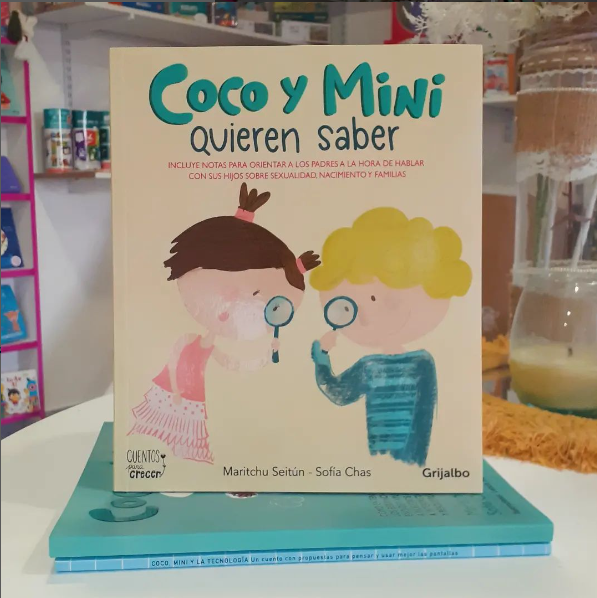 COCO Y MINI
QUIEREN SABER
INCLUYE NOTAS PARA ORIENTAR A LOS PADRES A LA HORA DE HABLAR
CON SUS HIJOS SOBRE SEXUALIDAD, NACIMIENTO Y FAMILIAS
CUENTOS
para
crecer
Maritchu Seitún - Sofía Chas
Grijalbo
COCO, MINI Y LA TECNOLOGÍA Un cuento con propuestas para pensar y usar mejor las pantallas